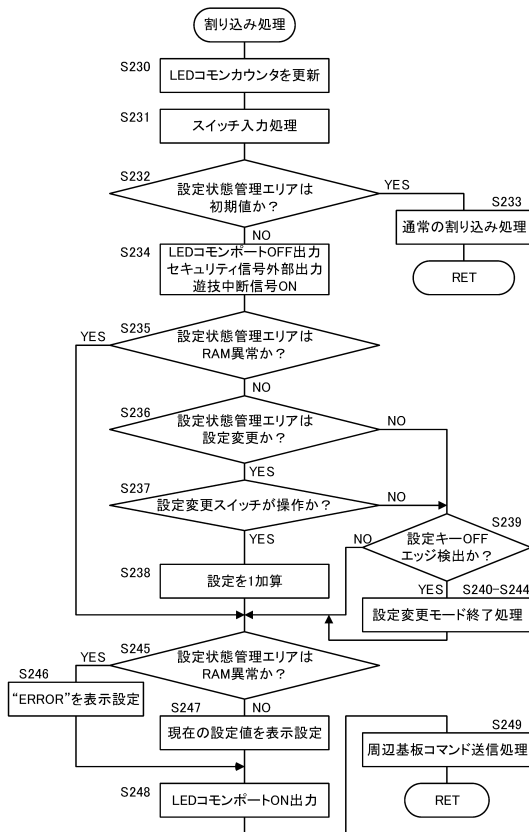 割り込み処理
S230
LEDコモンカウンタを更新
S231
スイッチ入力処理
S232
設定状態管理エリアは
初期値か？
YES
S233
通常の割り込み処理
RET
NO
S234
LEDコモンポートOFF出力
セキュリティ信号外部出力
遊技中断信号ON
S235
YES
設定状態管理エリアは
RAM異常か？
NO
S236
設定状態管理エリアは
設定変更か？
NO
YES
S237
設定変更スイッチが操作か？
NO
YES
S239
設定キーOFF
エッジ検出か？
NO
YES
S240-S244
設定変更モード終了処理
S238
設定を1加算
S245
YES
設定状態管理エリアは
RAM異常か？
S246
“ERROR”を表示設定
NO
S247
現在の設定値を表示設定
S248
LEDコモンポートON出力
S249
周辺基板コマンド送信処理
RET